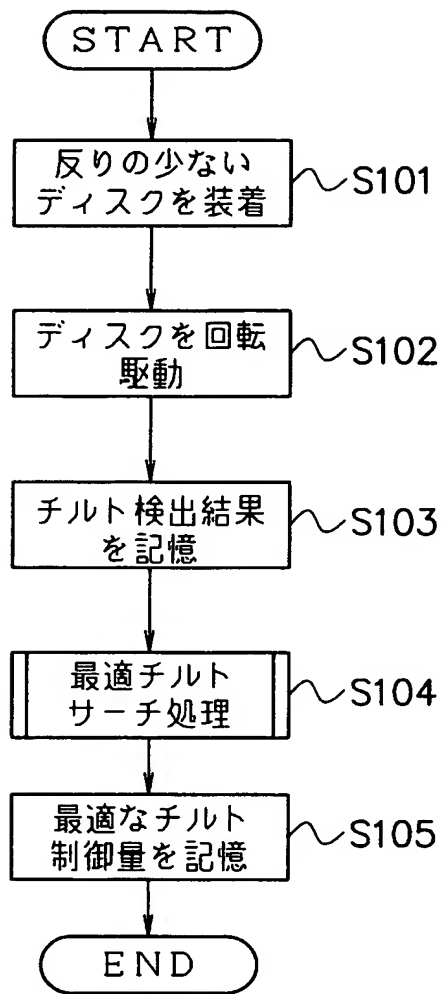 START
反りの少ない
ディスクを装着
S101
ディスクを回転
駆動
S102
チルト検出結果
を記憶
S103
最適チルト
サーチ処理
S104
最適なチルト
制御量を記憶
S105
END